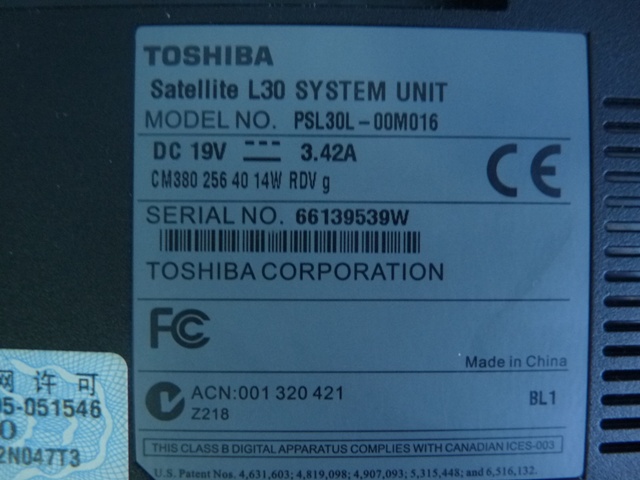 TOSHIBA
Satellite L30 SYSTEM UNIT
MODEL NO. PSL30L-00M016
DC 19V 3.42A
CM380 256 40 14W RDV g
CE
SERIAL NO. 66139539W
TOSHIBA CORPORATION
FC
Made in China
ACN:001 320 421
Z218
BL1
THIS CLASS B DIGITAL APPARATUS COMPLIES WITH CANADIAN ICES-003
U.S. Patent Nos. 4,631,603; 4,819,098; 4,907,093; 5,315,448; and 6,516,132.
网 许 可
05-051546
O
2N047T3